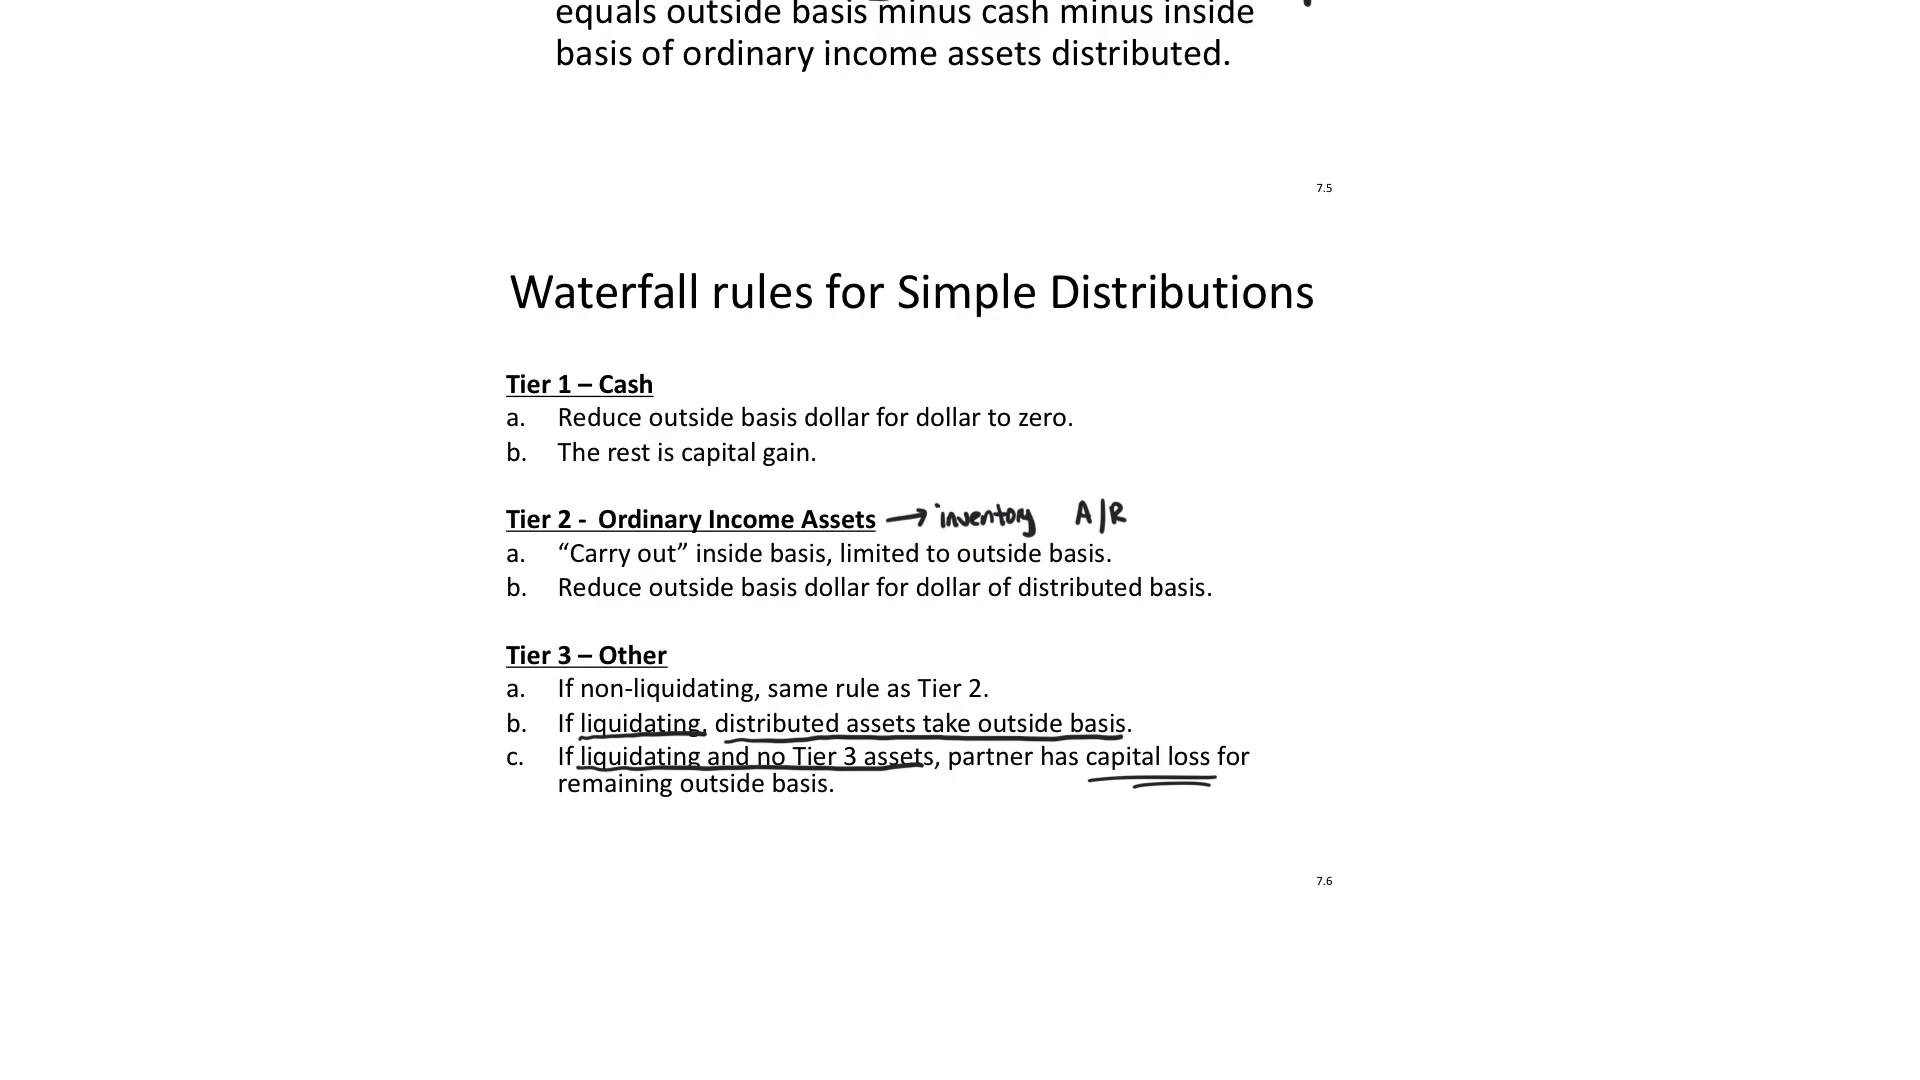 equals outside basis minus cash minus inside
basis of ordinary income assets distributed.
7.5
Waterfall rules for Simple Distributions
Tier 1 – Cash
a. Reduce outside basis dollar for dollar to zero.
b. The rest is capital gain.
Tier 2 - Ordinary Income Assets → inventory A/R
a. “Carry out” inside basis, limited to outside basis.
b. Reduce outside basis dollar for dollar of distributed basis.
Tier 3 – Other
a. If non-liquidating, same rule as Tier 2.
b. If liquidating, distributed assets take outside basis.
c. If liquidating and no Tier 3 assets, partner has capital loss for
remaining outside basis.
7.6